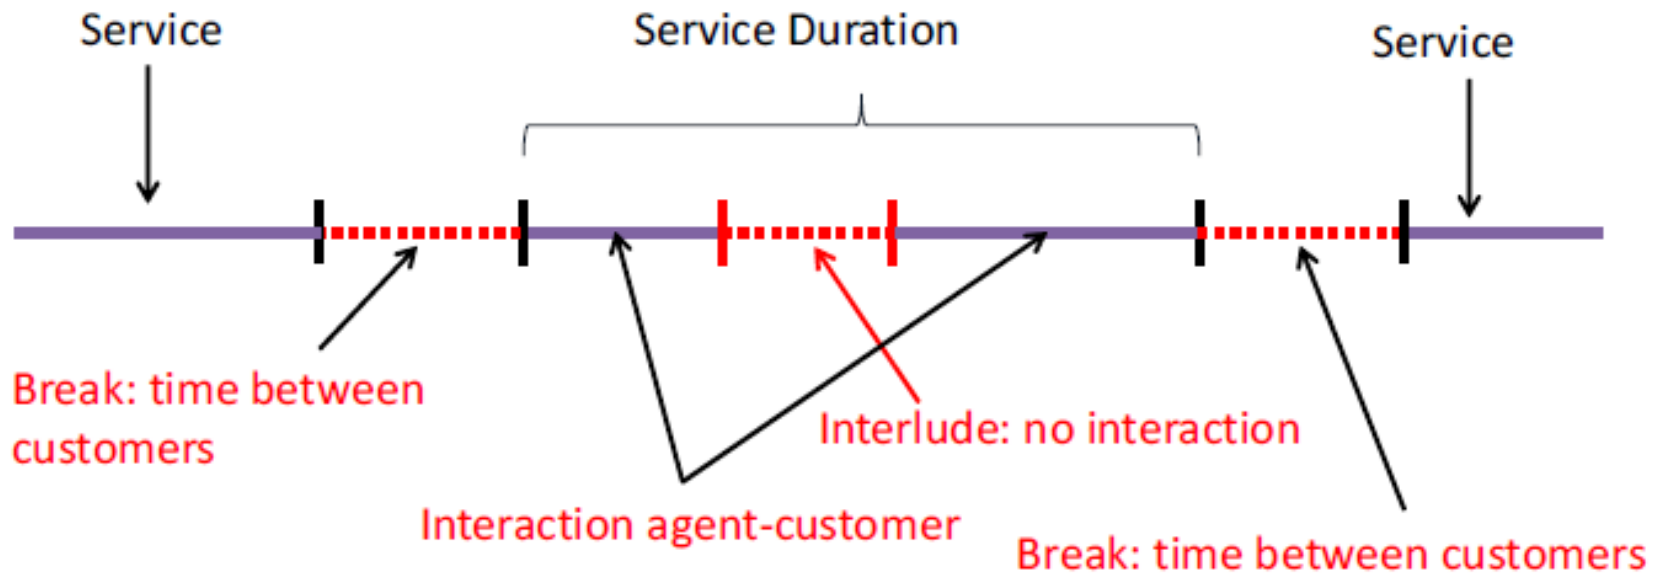 Service
Service Duration
Service
Break: time between
customers
Interlude: no interaction
Interaction agent-customer
Break: time between customers